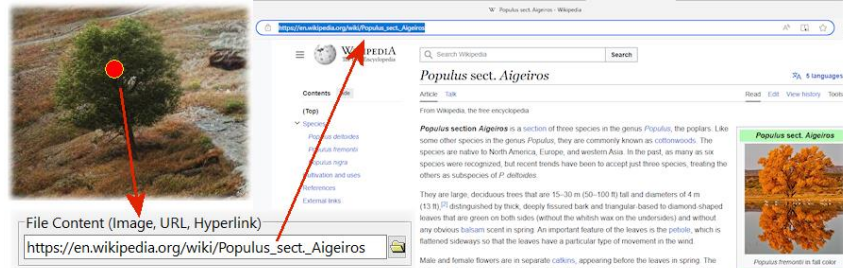 Populus sect. Aigeiros - Wikipedia
https://en.wikipedia.org/wiki/Populus_sect._Aigeiros
WIKIPEDIA
Search Wikipedia
Search
Contents
Populus sect. Aigeiros
5 languages
Article Talk
Read Edit View history Tools
(Top)
Species
Populus deltoides
Populus fremontii
Populus nigra
Cultivation and uses
References
External links
From Wikipedia, the free encyclopedia
Populus section Aigeiros is a section of three species in the genus Populus, the poplars. Like
some other species in the genus Populus, they are commonly known as cottonwoods. The
species are native to North America, Europe, and western Asia. In the past, as many as six
species were recognized, but recent trends have been to accept just three species, treating the
others as subspecies of P. deltoides.
They are large, deciduous trees that are 15–30 m (50–100 ft) tall and diameters of 4 m
(13 ft),[2] distinguished by thick, deeply fissured bark and triangular-based to diamond-shaped
leaves that are green on both sides (without the whitish wax on the undersides) and without
any obvious balsam scent in spring. An important feature of the leaves is the petiole, which is
flattened sideways so that the leaves have a particular type of movement in the wind.
Male and female flowers are in separate catkins, appearing before the leaves in spring. The
Populus sect. Aigeiros
Populus fremontii in fall color
File Content (Image, URL, Hyperlink)
https://en.wikipedia.org/wiki/Populus_sect._Aigeiros